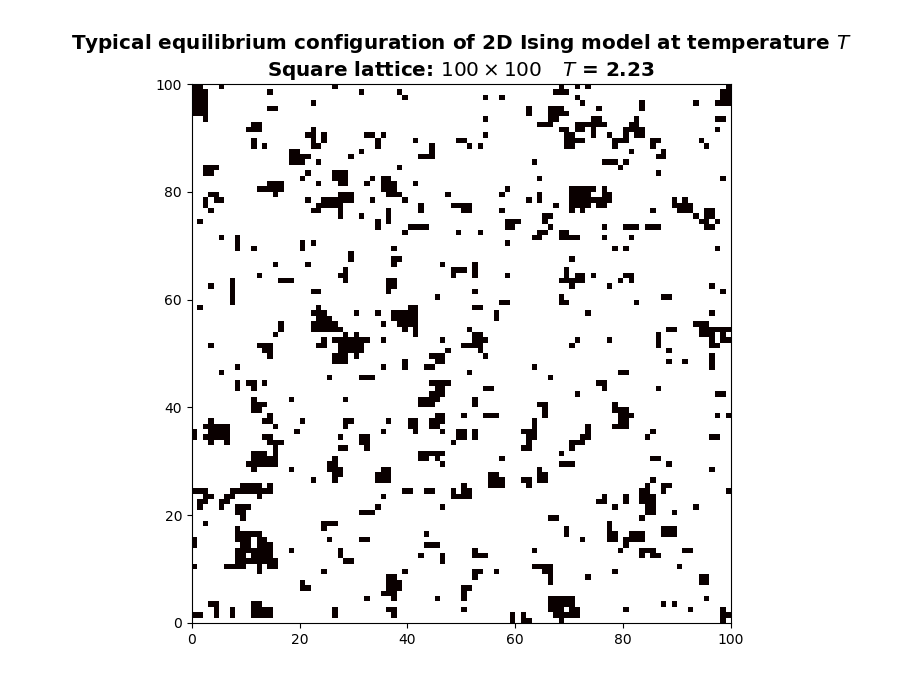 Typical equilibrium configuration of 2D Ising model at temperature T
Square lattice: 100 × 100 T = 2.23
100
80
60
40
20
0
0 20 40 60 80 100